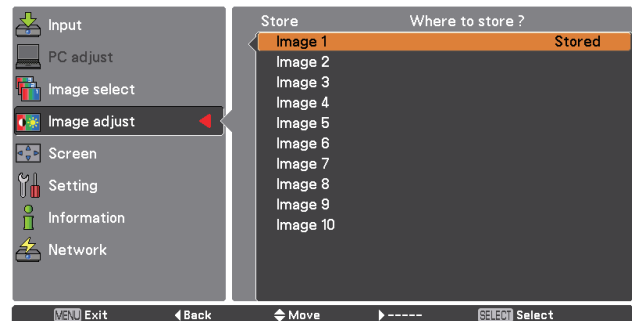 Input
PC adjust
Image select
Image adjust
Screen
Setting
Information
Network
Store Where to store ?
Image 1 Stored
Image 2
Image 3
Image 4
Image 5
Image 6
Image 7
Image 8
Image 9
Image 10
MENU Exit Back Move ----- SELECT Select